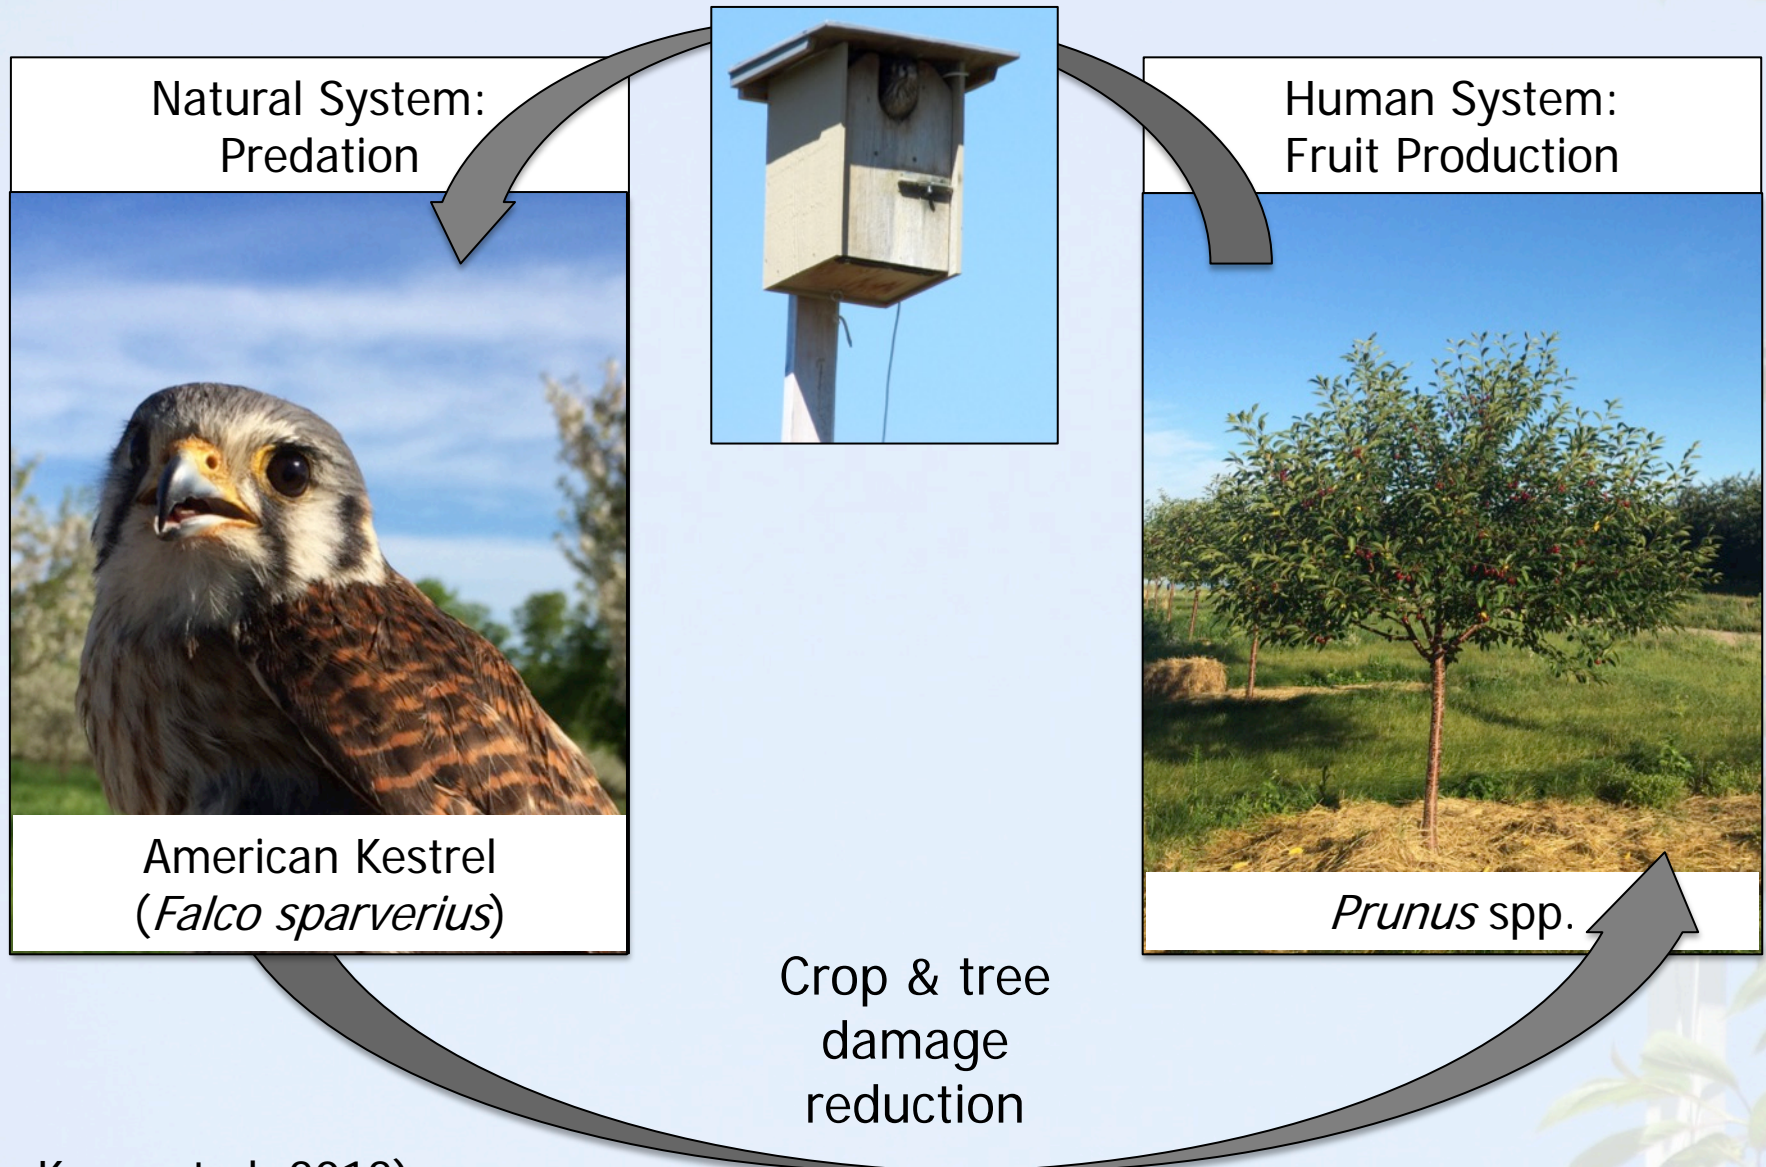 Natural System:
Predation
Human System:
Fruit Production
American Kestrel
(Falco sparverius)
Prunus spp.
Crop & tree
damage
reduction